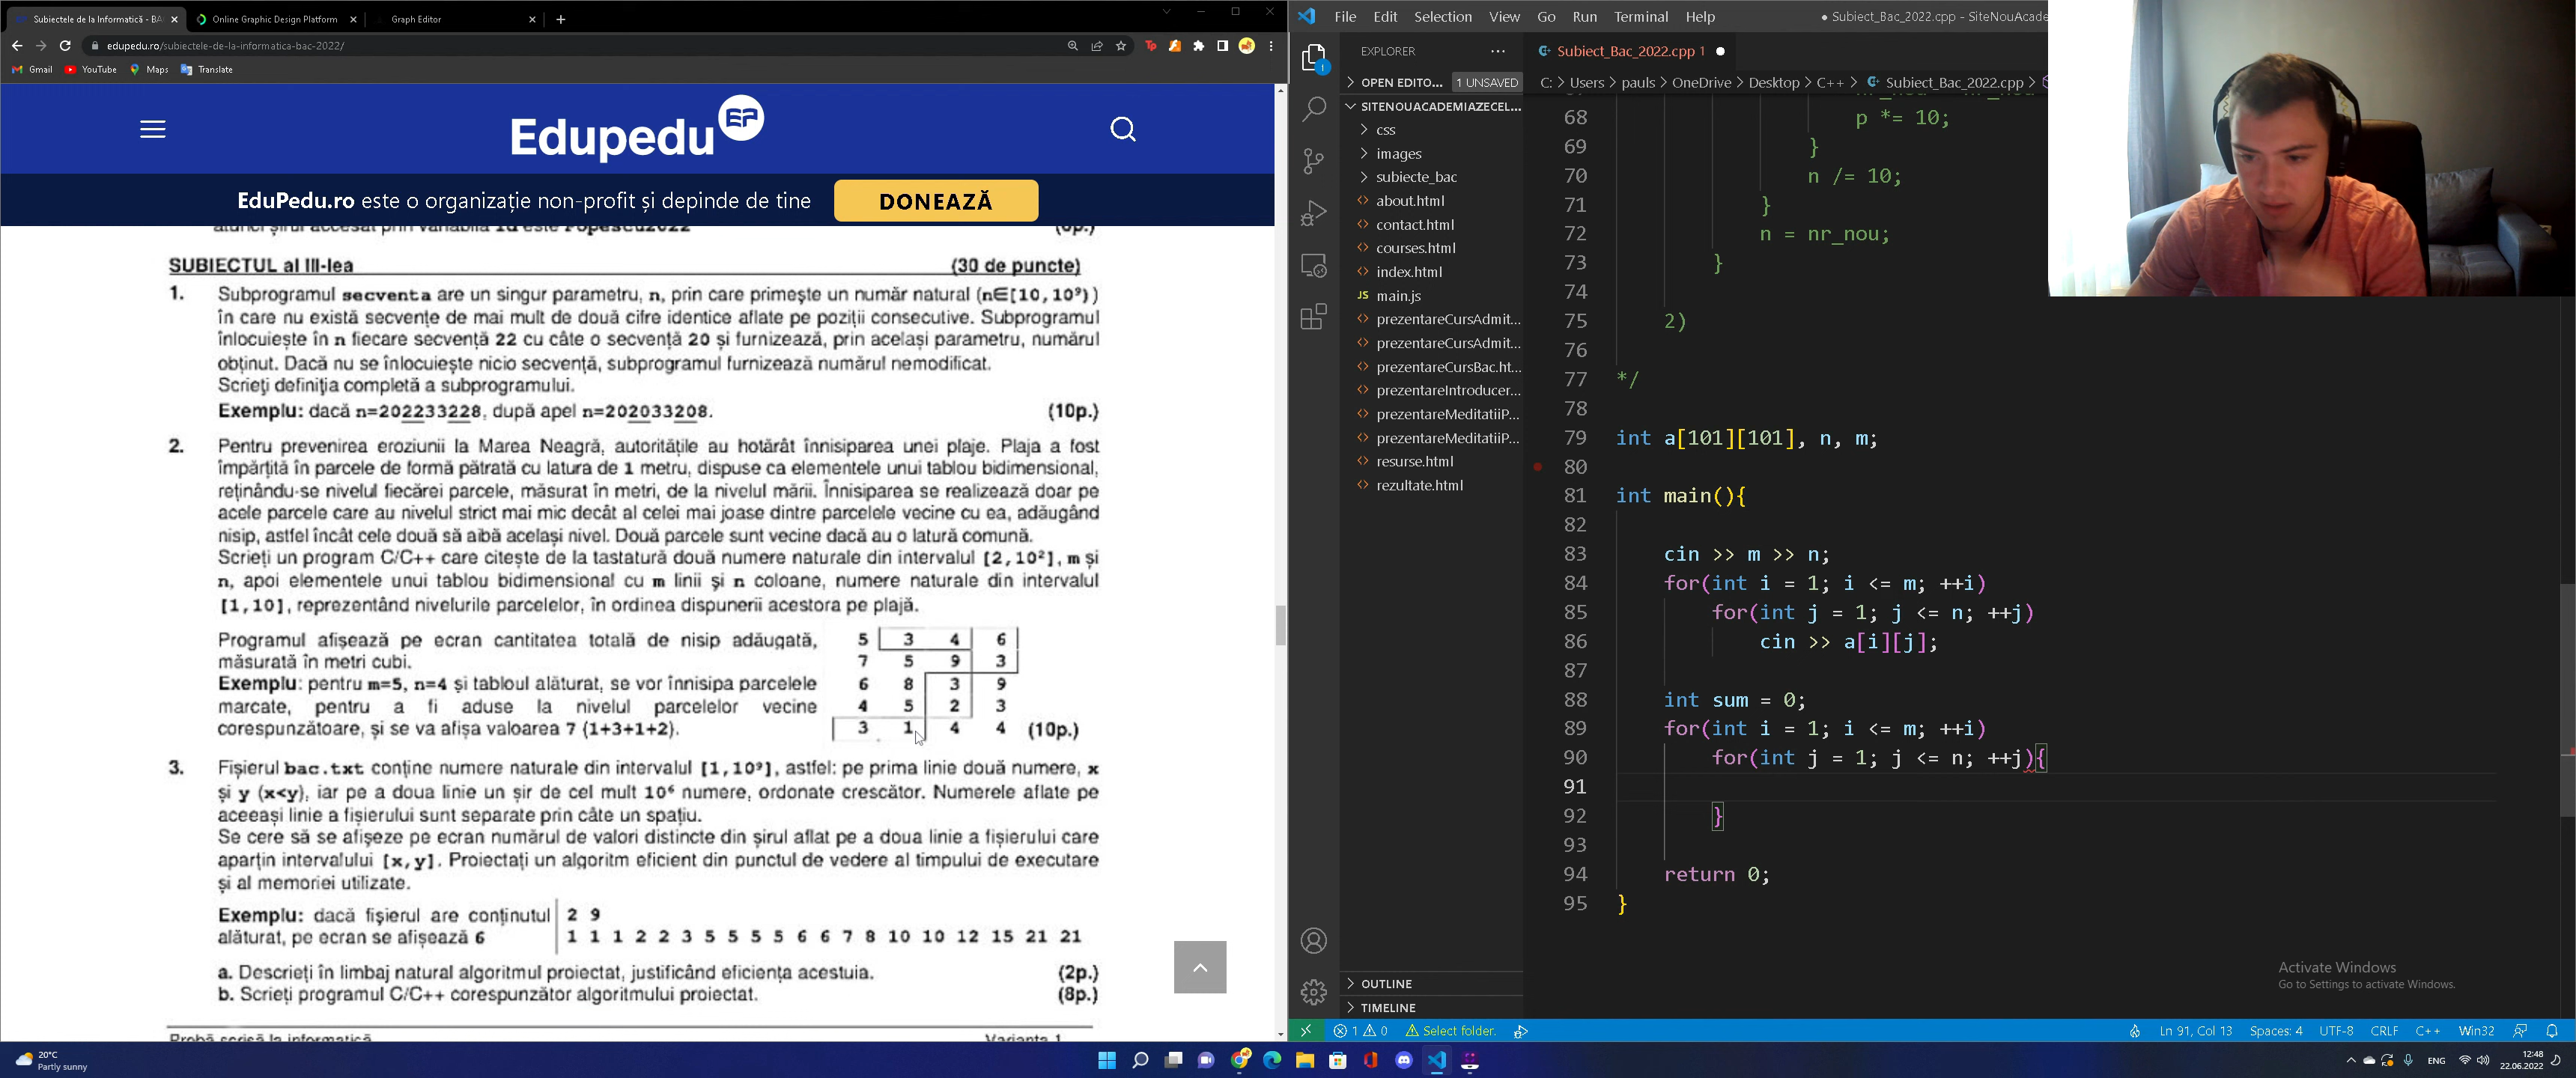 Subiectele de la Informatică - BA
Online Graphic Design Platform
Graph Editor
edupedu.ro/subiectele-de-la-informatica-bac-2022/
Gmail YouTube Maps Translate
Edupedu EP
EduPedu.ro este o organizație non-profit și depinde de tine DONEAZĂ
SUBIECTUL al III-lea (30 de puncte)
1. Subprogramul secventa are un singur parametru, n, prin care primește un număr natural (n∈[10,10⁹))
în care nu există secvențe de mai mult de două cifre identice aflate pe poziții consecutive. Subprogramul
înlocuiește în n fiecare secvență 22 cu câte o secvență 20 și furnizează, prin același parametru, numărul
obținut. Dacă nu se înlocuiește nicio secvență, subprogramul furnizează numărul nemodificat.
Scrieți definiția completă a subprogramului.
Exemplu: dacă n=202233228, după apel n=202033208. (10p.)
2. Pentru prevenirea eroziunii la Marea Neagră, autoritățile au hotărât înnisiparea unei plaje. Plaja a fost
împărțită în parcele de formă pătrată cu latura de 1 metru, dispuse ca elementele unui tablou bidimensional,
reținându-se nivelul fiecărei parcele, măsurat în metri, de la nivelul mării. Înnisiparea se realizează doar pe
acele parcele care au nivelul strict mai mic decât al celei mai joase dintre parcelele vecine cu ea, adăugând
nisip, astfel încât cele două să aibă același nivel. Două parcele sunt vecine dacă au o latură comună.
Scrieți un program C/C++ care citește de la tastatură două numere naturale din intervalul [2,10²], m și
n, apoi elementele unui tablou bidimensional cu m linii și n coloane, numere naturale din intervalul
[1,10], reprezentând nivelurile parcelelor, în ordinea dispunerii acestora pe plajă.
Programul afișează pe ecran cantitatea totală de nisip adăugată,
măsurată în metri cubi.
Exemplu: pentru m=5, n=4 și tabloul alăturat, se vor înnisipa parcelele
marcate, pentru a fi aduse la nivelul parcelelor vecine
corespunzătoare, și se va afișa valoarea 7 (1+3+1+2).
5 3 4 6
7 5 9 3
6 8 3 9
4 5 2 3
3 1 4 4 (10p.)
3. Fișierul bac.txt conține numere naturale din intervalul [1,10⁹], astfel: pe prima linie două numere, x
și y (x<y), iar pe a doua linie un șir de cel mult 10⁶ numere, ordonate crescător. Numerele aflate pe
aceeași linie a fișierului sunt separate prin câte un spațiu.
Se cere să se afișeze pe ecran numărul de valori distincte din șirul aflat pe a doua linie a fișierului care
aparțin intervalului [x,y]. Proiectați un algoritm eficient din punctul de vedere al timpului de executare
și al memoriei utilizate.
Exemplu: dacă fișierul are conținutul 2 9
alăturat, pe ecran se afișează 6 1 1 1 2 2 3 5 5 5 5 6 6 7 8 10 10 12 15 21 21
a. Descrieți în limbaj natural algoritmul proiectat, justificând eficiența acestuia. (2p.)
b. Scrieți programul C/C++ corespunzător algoritmului proiectat. (8p.)
Probă scrisă la informatică Varianta 1
File Edit Selection View Go Run Terminal Help ● Subiect_Bac_2022.cpp - SiteNouAcade
EXPLORER ···
OPEN EDITO... 1 UNSAVED
SITENOUACADEMIAZECEL...
css
images
subiecte_bac
about.html
contact.html
courses.html
index.html
JS main.js
prezentareCursAdmit...
prezentareCursAdmit...
prezentareCursBac.ht...
prezentareIntroducer...
prezentareMeditatiiP...
prezentareMeditatiiP...
resurse.html
rezultate.html
OUTLINE
TIMELINE
Subiect_Bac_2022.cpp 1 ●
C: > Users > pauls > OneDrive > Desktop > C++ > Subiect_Bac_2022.cpp >
68 p *= 10;
69 }
70 n /= 10;
71 }
72 n = nr_nou;
73 }
74
75 2)
76
77 */
78
79 int a[101][101], n, m;
80
81 int main(){
82
83 cin >> m >> n;
84 for(int i = 1; i <= m; ++i)
85 for(int j = 1; j <= n; ++j)
86 cin >> a[i][j];
87
88 int sum = 0;
89 for(int i = 1; i <= m; ++i)
90 for(int j = 1; j <= n; ++j){
91
92 }
93
94 return 0;
95 }
Activate Windows
Go to Settings to activate Windows.
1 0 Select folder. Ln 91, Col 13 Spaces: 4 UTF-8 CRLF C++ Win32
20°C
Partly sunny
ENG 12:48
22.06.2022